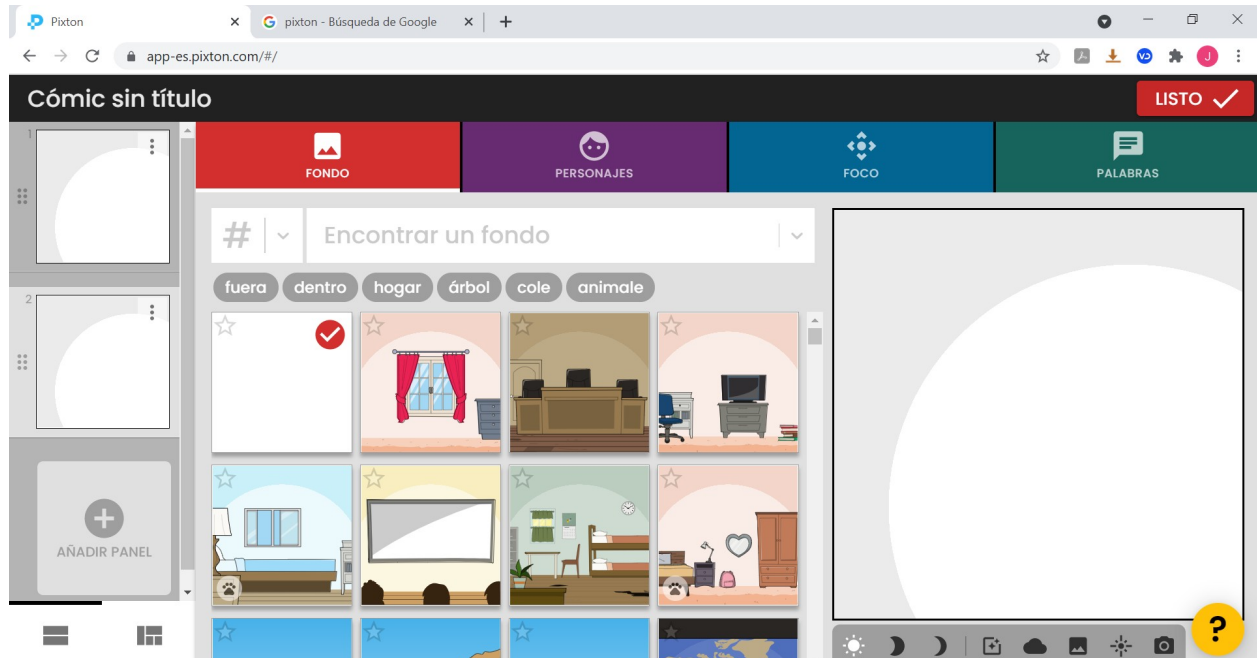 Pixton
pixton - Búsqueda de Google
app-es.pixton.com/#/
J
Cómic sin título
LISTO
1
FONDO
PERSONAJES
FOCO
PALABRAS
# Encontrar un fondo
fuera dentro hogar árbol cole animale
2
AÑADIR PANEL
?